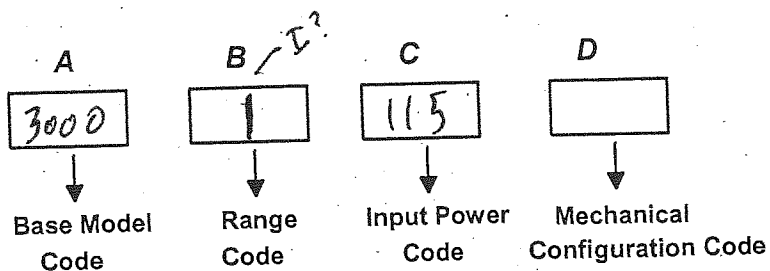 A B I? C D
3000 1 115
Base Model Range Input Power Mechanical
Code Code Code Configuration Code